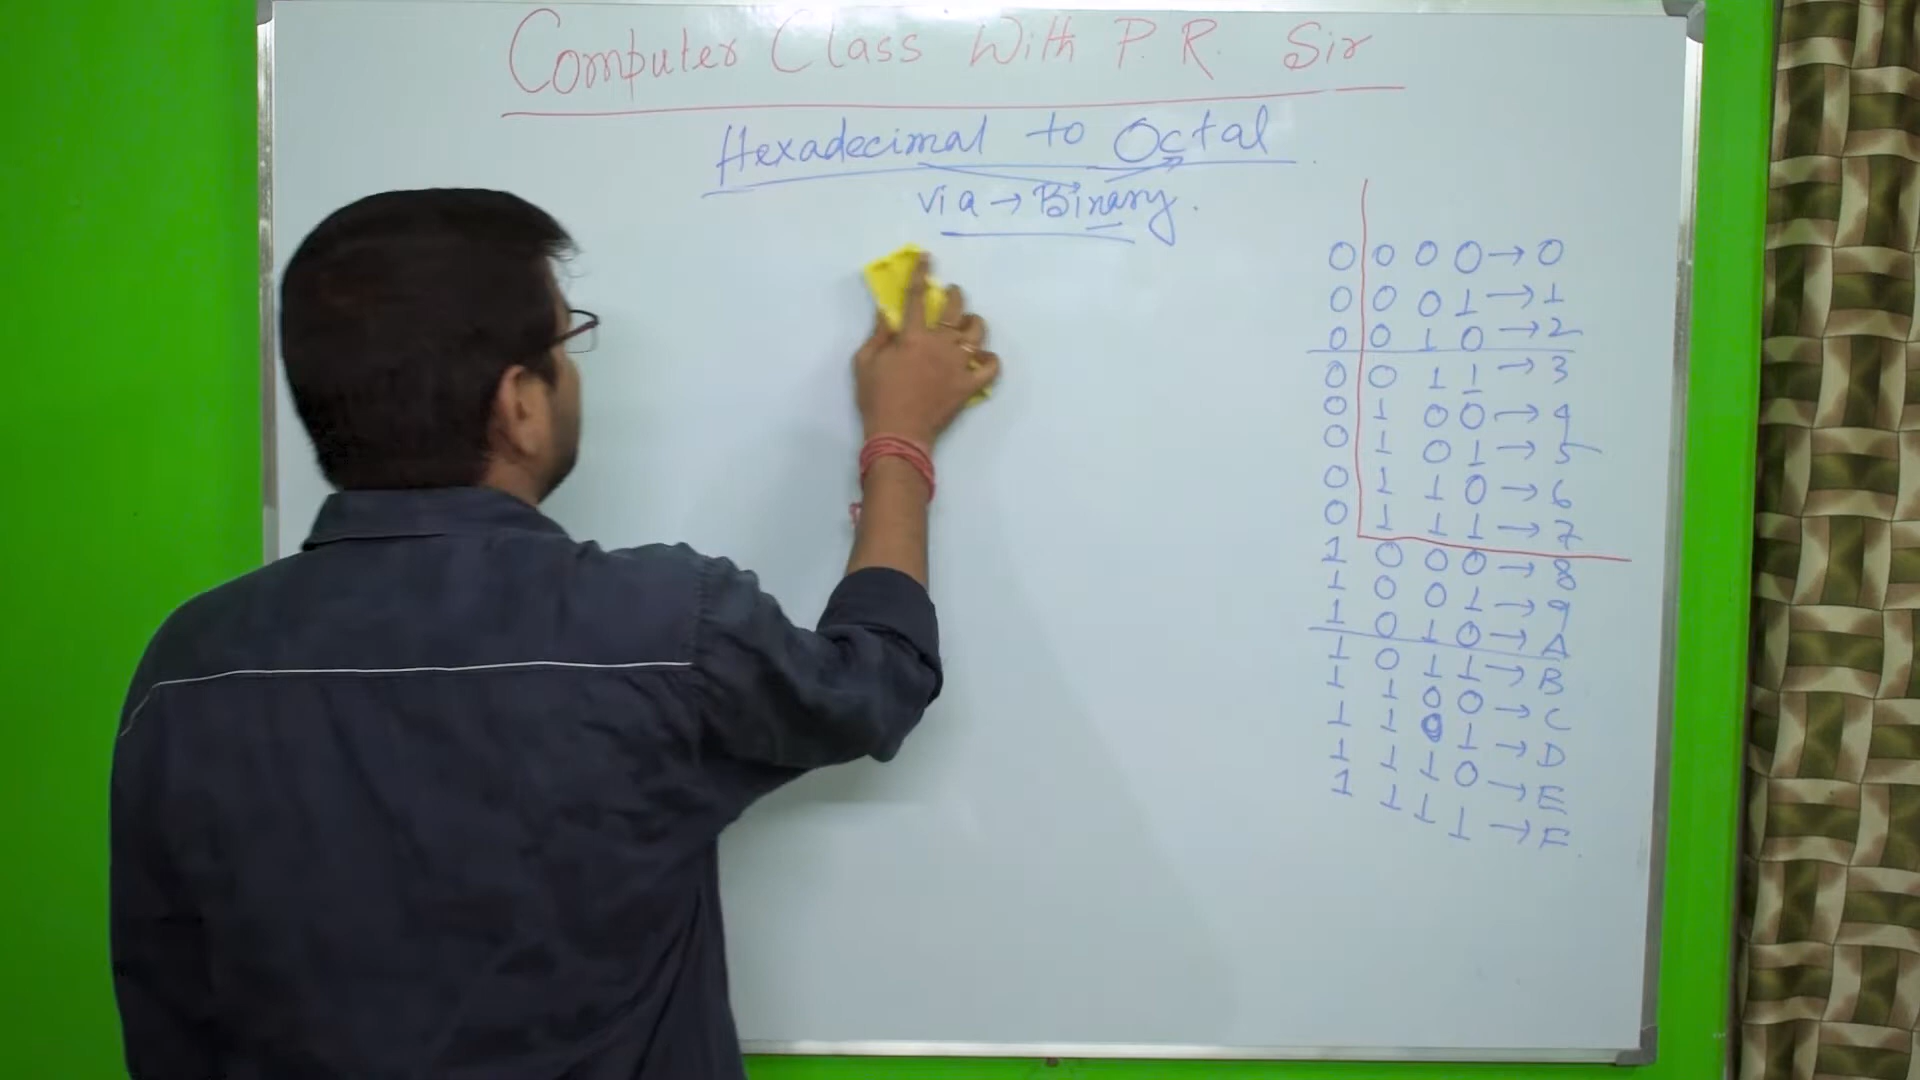 Computer Class With P. R. Sir
Hexadecimal to Octal
Via → Binary.
0 0 0 0 → 0
0 0 0 1 → 1
0 0 1 0 → 2
0 0 1 1 → 3
0 1 0 0 → 4
0 1 0 1 → 5
0 1 1 0 → 6
0 1 1 1 → 7
1 0 0 0 → 8
1 0 0 1 → 9
1 0 1 0 → A
1 0 1 1 → B
1 1 0 0 → C
1 1 0 1 → D
1 1 1 0 → E
1 1 1 1 → F